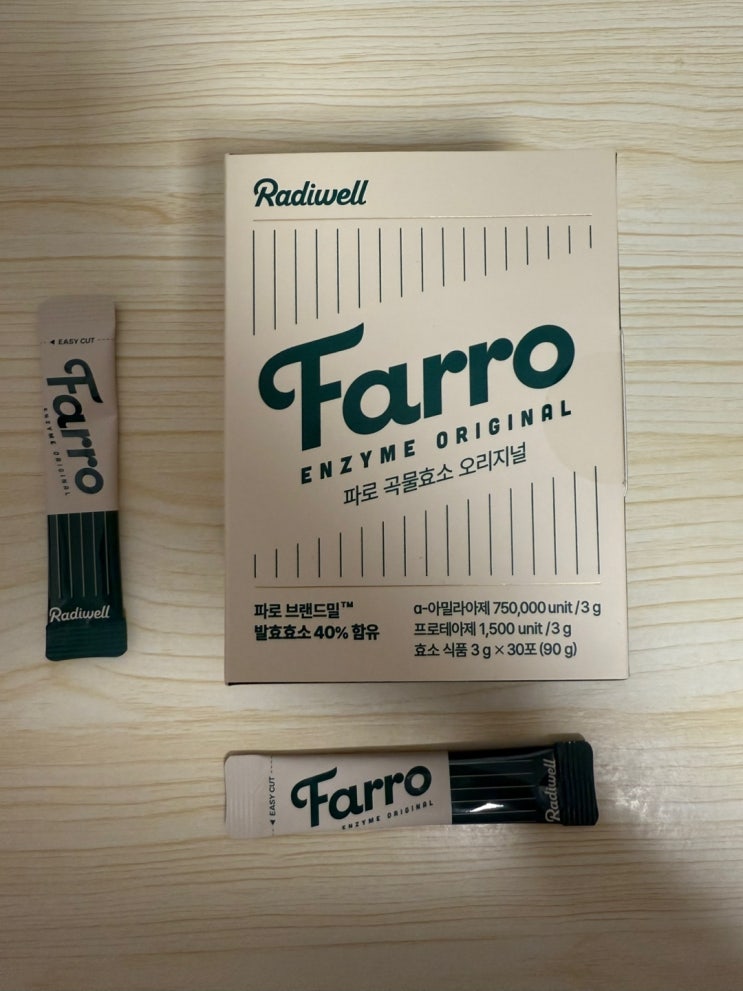 Radiwell
Farro
ENZYME ORIGINAL
파로 곡물효소 오리지널
파로 브랜드밀™
발효효소 40% 함유
α-아밀라아제 750,000 unit/3 g
프로테아제 1,500 unit/3 g
효소 식품 3 g × 30포 (90 g)
◀ EASY CUT
Farro
ENZYME ORIGINAL
Radiwell
◀ EASY CUT
Farro
ENZYME ORIGINAL
Radiwell